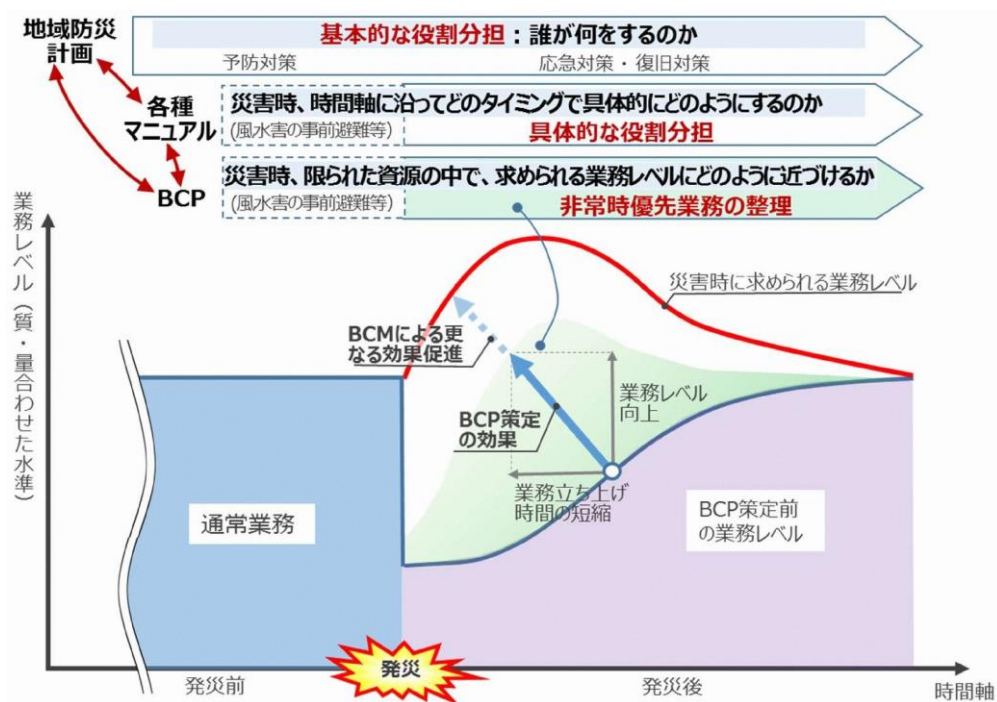 地域防災
計画
基本的な役割分担：誰が何をするのか
予防対策
応急対策・復旧対策
各種
マニュアル
災害時、時間軸に沿ってどのタイミングで具体的にどのようにするのか
(風水害の事前避難等)
具体的な役割分担
BCP
災害時、限られた資源の中で、求められる業務レベルにどのように近づけるか
(風水害の事前避難等)
非常時優先業務の整理
業務レベル（質・量合わせた水準）
災害時に求められる業務レベル
BCMによる更
なる効果促進
業務レベル
向上
BCP策定
の効果
業務立ち上げ
時間の短縮
通常業務
BCP策定前
の業務レベル
発災
発災前
発災後
時間軸